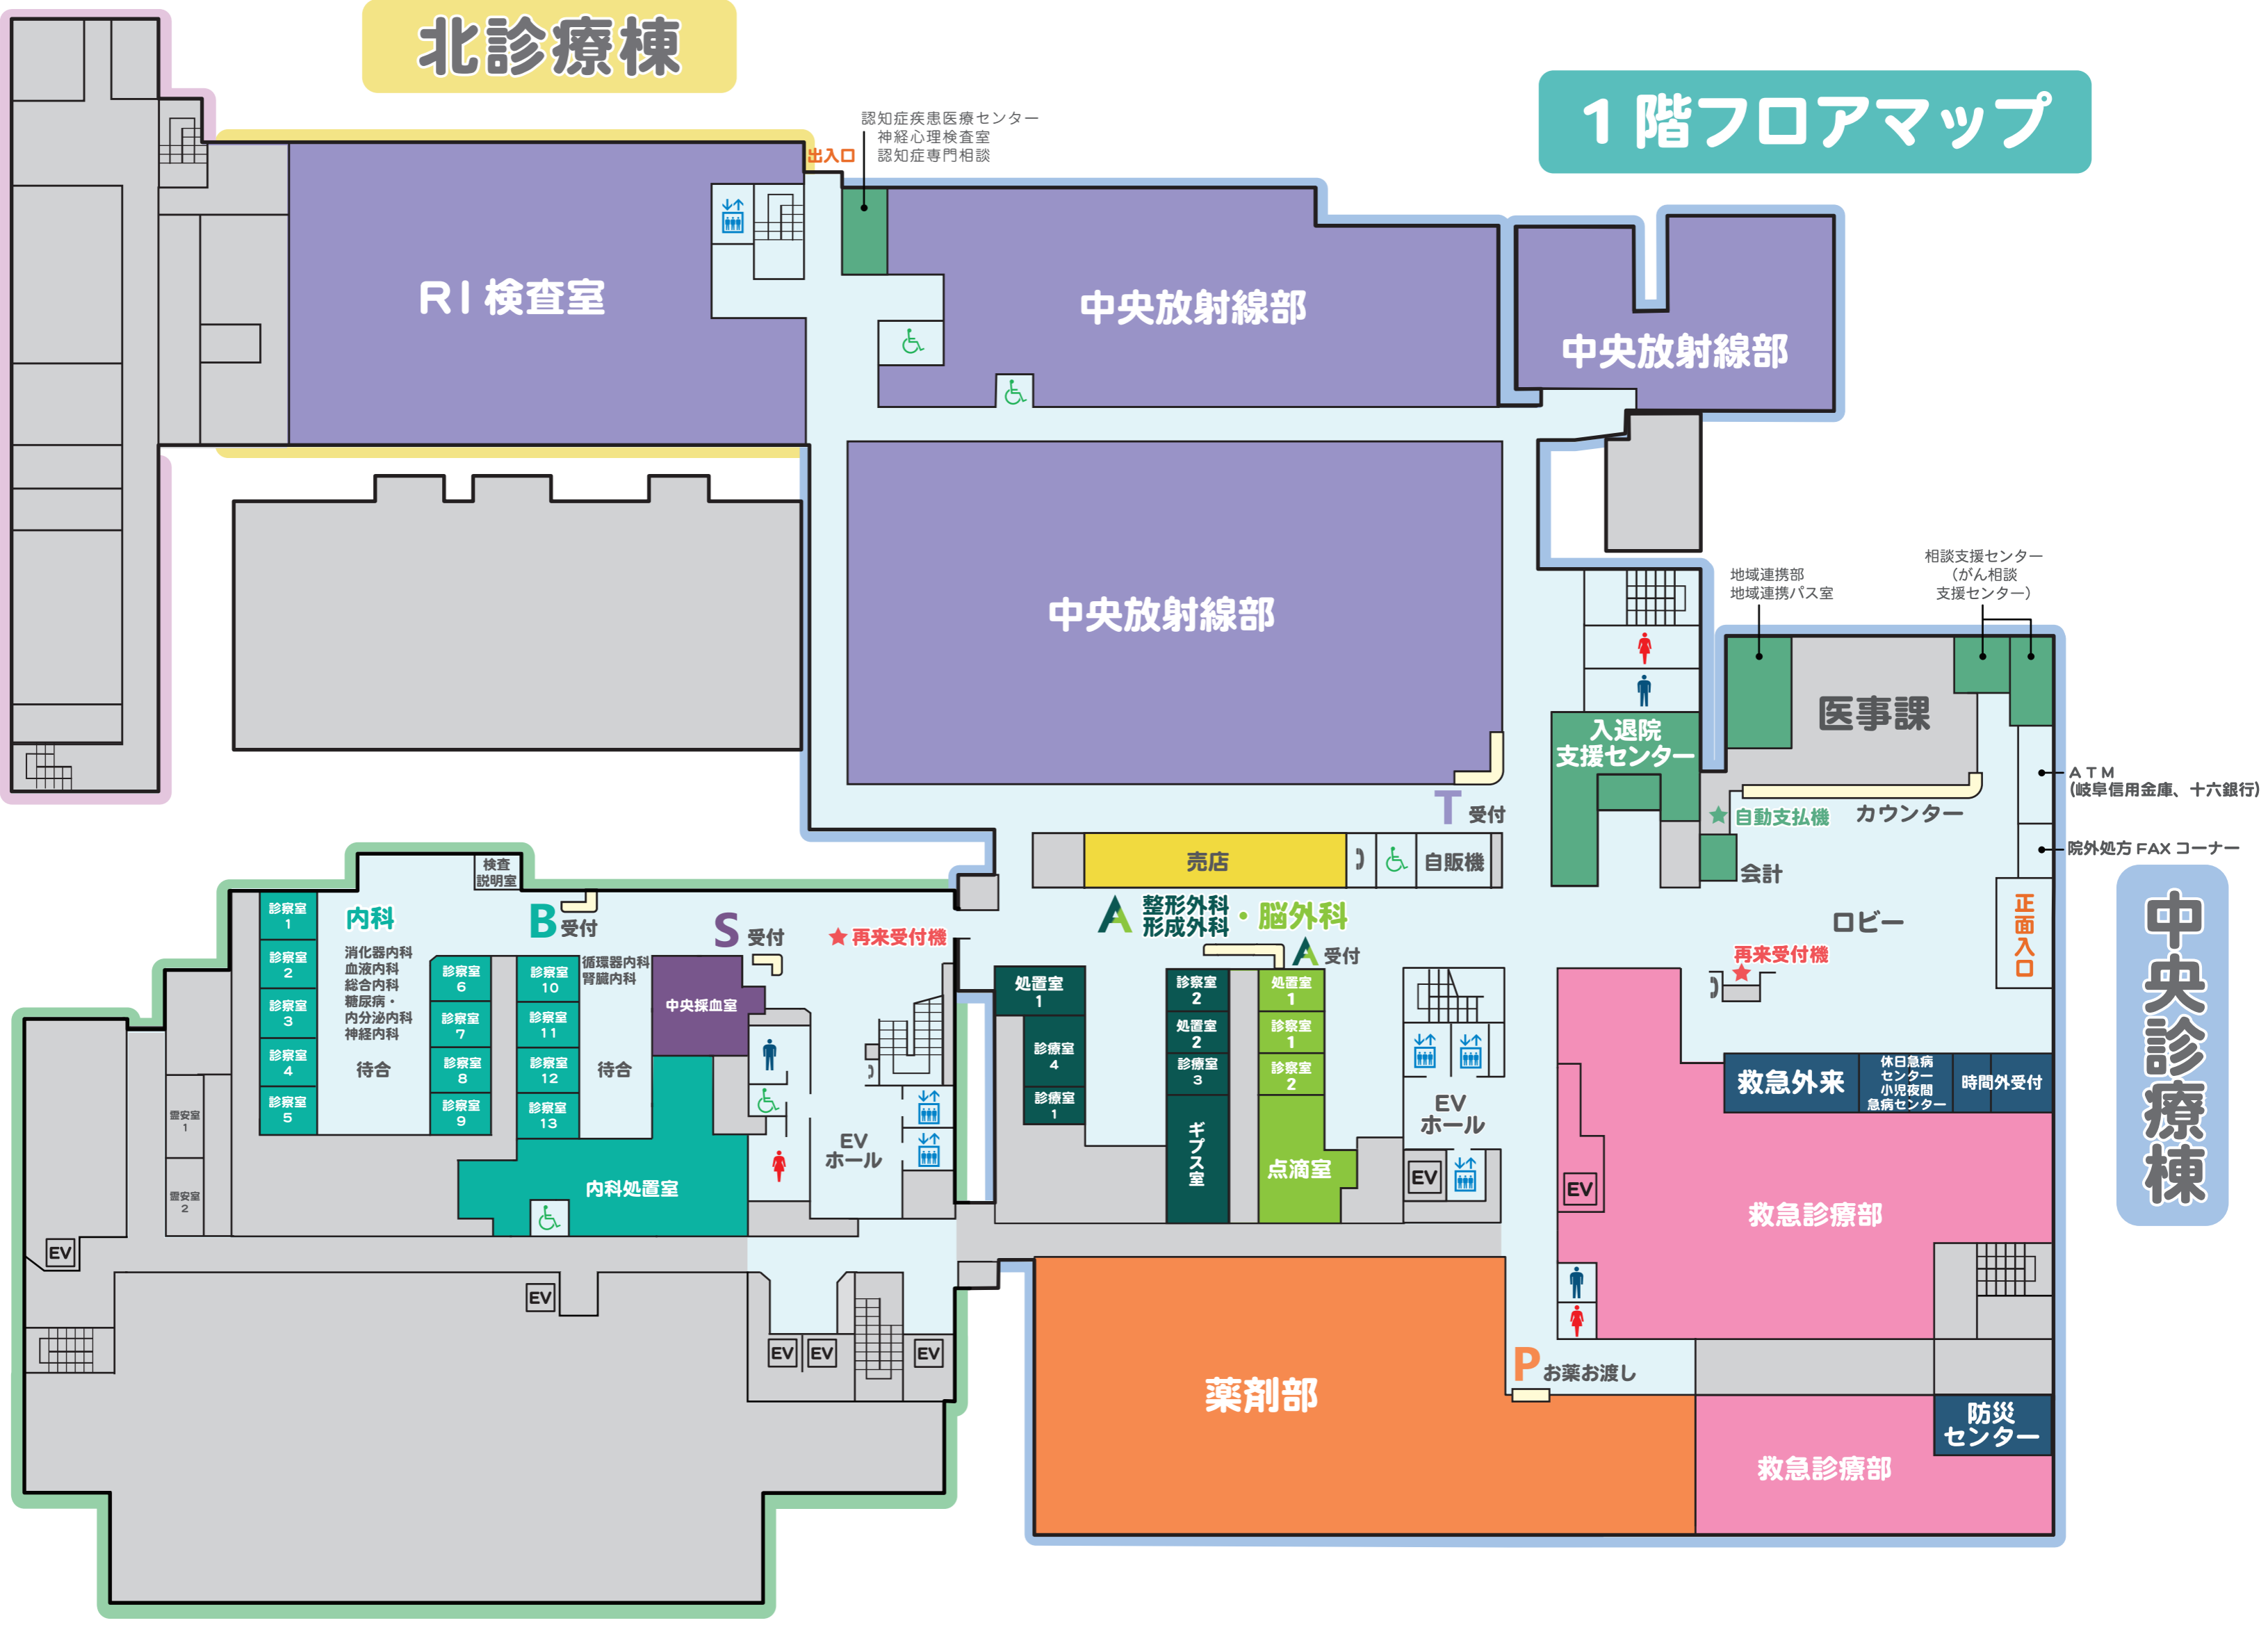 北診療棟
1階フロアマップ
認知症疾患医療センター
神経心理検査室
認知症専門相談
出入口
RI検査室
中央放射線部
中央放射線部
中央放射線部
地域連携部
地域連携パス室
相談支援センター
(がん相談
支援センター)
入退院
支援センター
医事課
ATM
(岐阜信用金庫、十六銀行)
T 受付
自動支払機
カウンター
院外処方FAXコーナー
会計
売店
自販機
検査
説明室
正面入口
ロビー
再来受付機
中央診療棟
内科
B 受付
S 受付
再来受付機
A 整形外科
形成外科
・脳外科
A 受付
消化器内科
血液内科
総合内科
糖尿病・
内分泌内科
神経内科
待合
循環器内科
腎臓内科
待合
診察室
1
診察室
2
診察室
3
診察室
4
診察室
5
診察室
6
診察室
7
診察室
8
診察室
9
診察室
10
診察室
11
診察室
12
診察室
13
中央採血室
内科処置室
霊安室
1
霊安室
2
EV
ホール
処置室
1
診療室
4
診療室
1
診察室
2
処置室
2
診療室
3
ギプス室
処置室
1
診察室
1
診察室
2
点滴室
EV
ホール
EV
EV
救急外来
休日急病
センター
小児夜間
急病センター
時間外受付
救急診療部
EV
EV
EV
EV
EV
薬剤部
P お薬お渡し
救急診療部
防災
センター